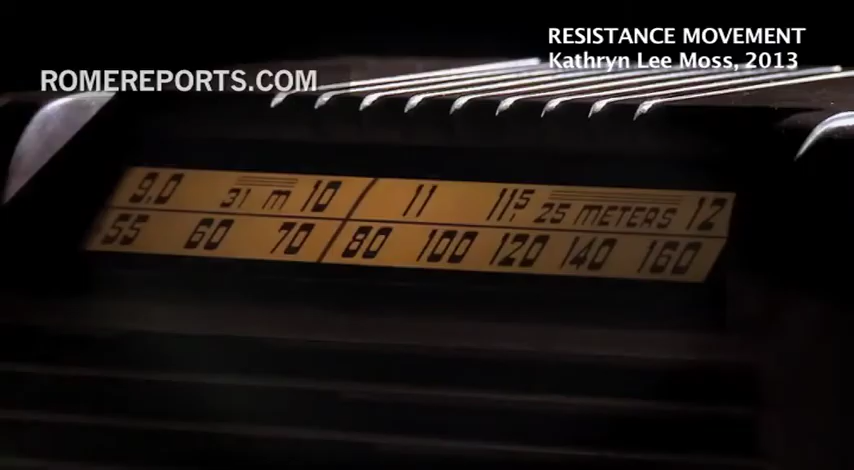 RESISTANCE MOVEMENT
Kathryn Lee Moss, 2013
ROMEREPORTS.COM
9.0 31 m 10 11 11.5 25 METERS 12
55 60 70 80 100 120 140 160